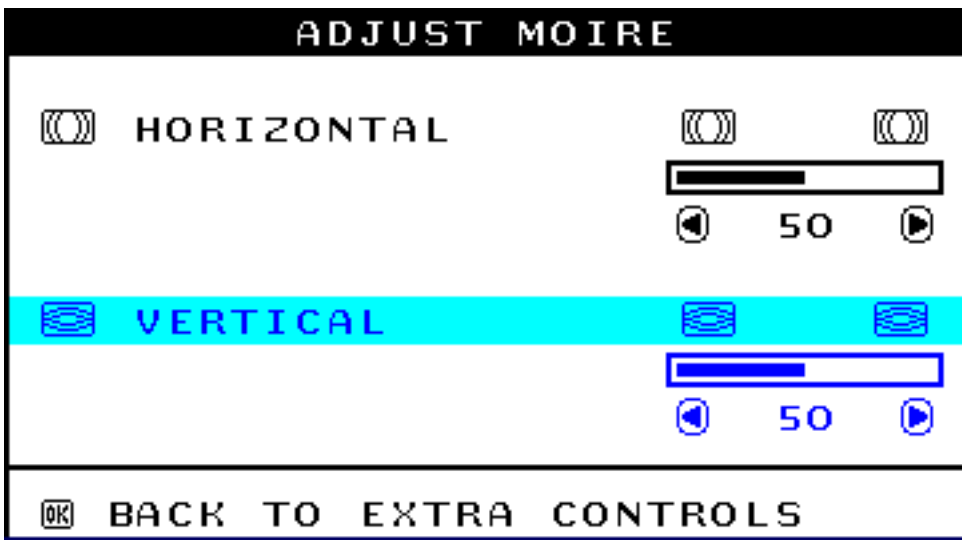 ADJUST MOIRE
HORIZONTAL
50
VERTICAL
50
OK BACK TO EXTRA CONTROLS